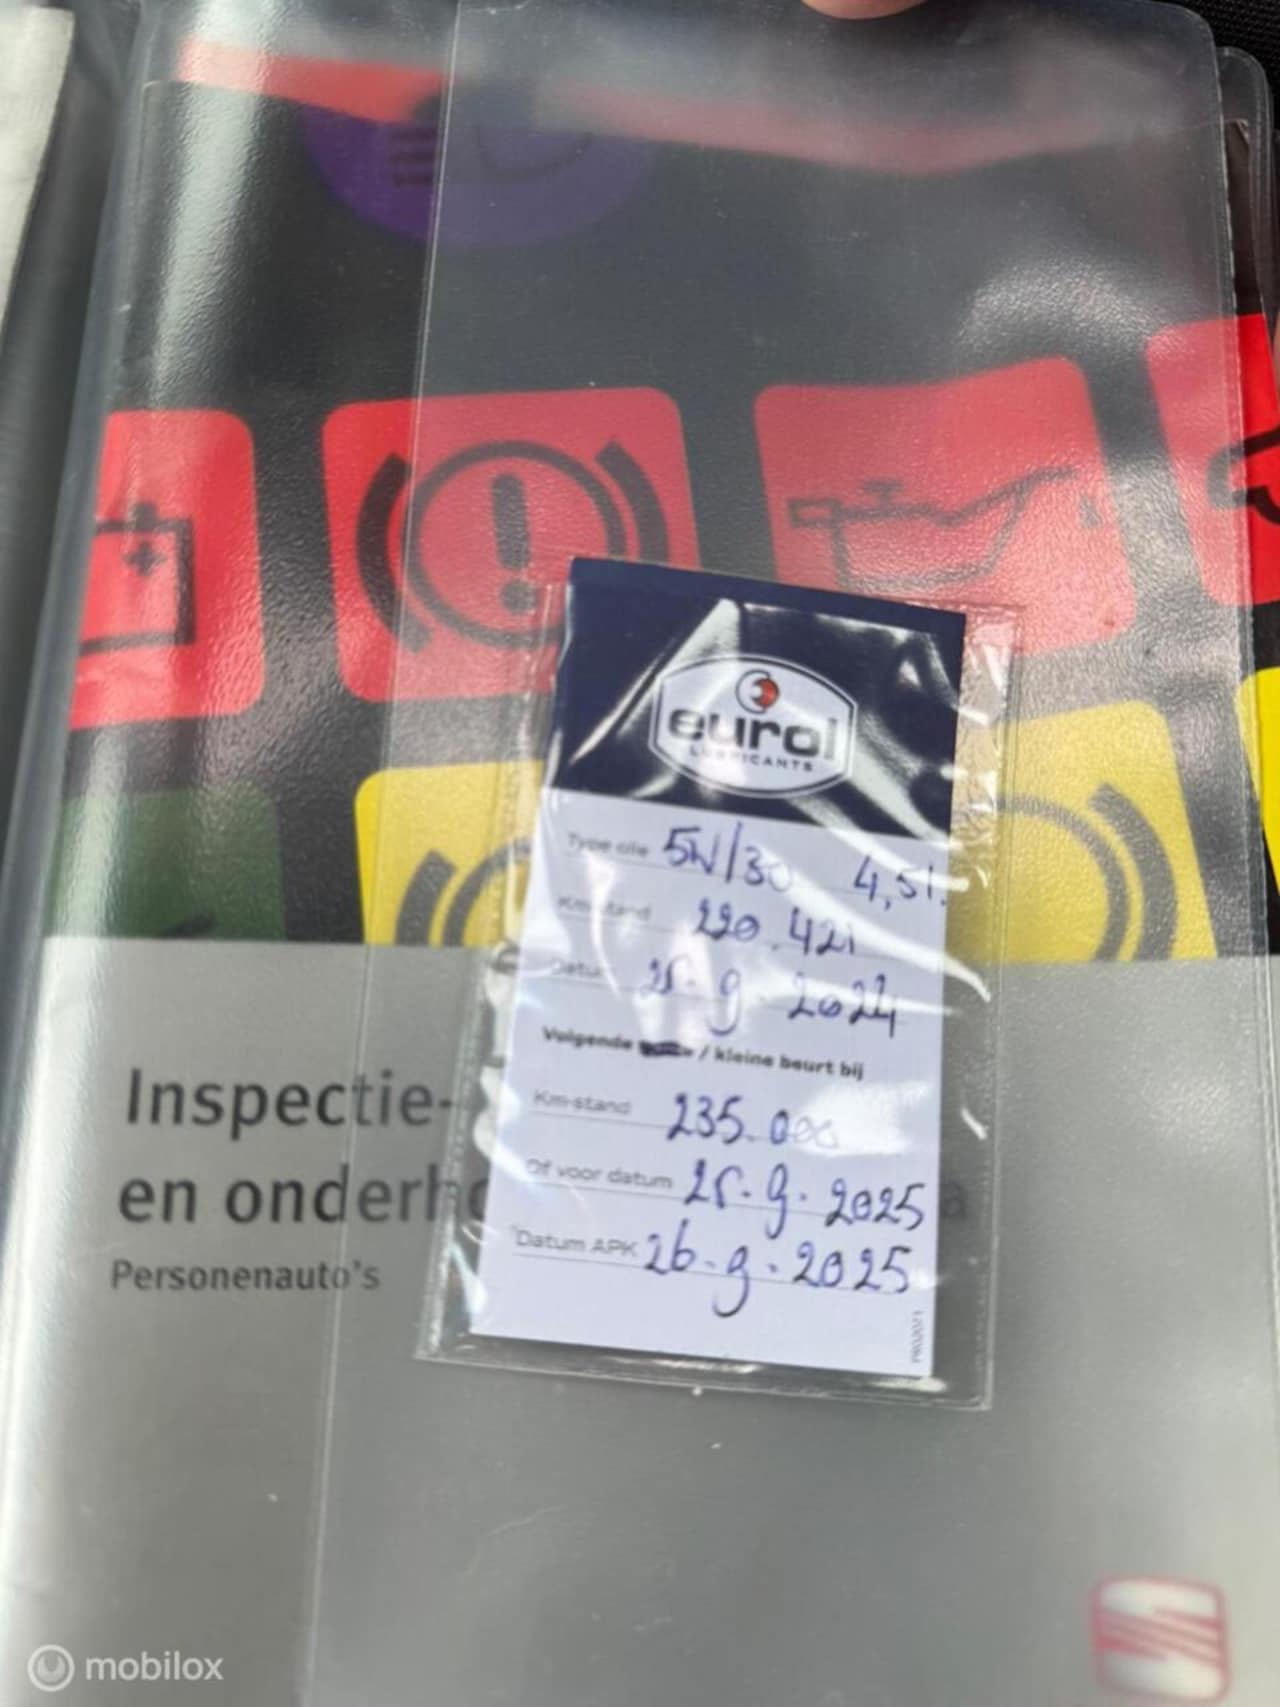 eurol
LUBRICANTS
Type olie 5W/30 4,5l.
Km-stand 220.421
Datum 25-9-2024
Volgende / kleine beurt bij
Km-stand 235.000
Of voor datum 25-9-2025
Datum APK 26-9-2025
PRO2021
Inspectie-
en
Personenauto's
mobilox